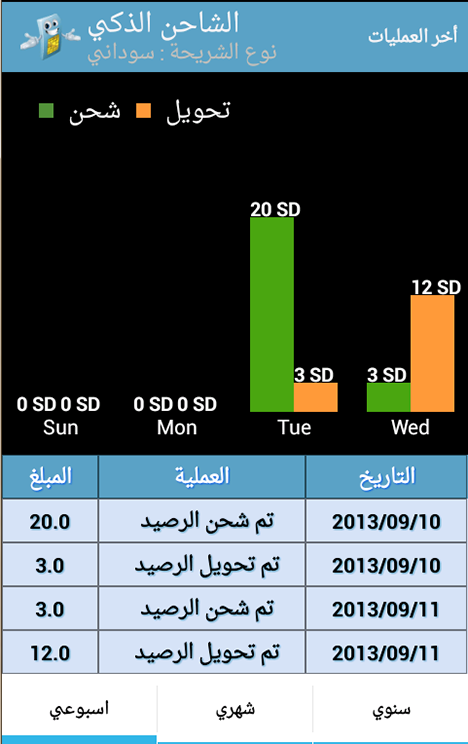 الشاحن الذكي
نوع الشريحة : سوداني
أخر العمليات
شحن تحويل
20 SD
12 SD
3 SD 3 SD
0 SD 0 SD 0 SD 0 SD
Sun Mon Tue Wed
التاريخ العملية المبلغ
2013/09/10 تم شحن الرصيد 20.0
2013/09/10 تم تحويل الرصيد 3.0
2013/09/11 تم شحن الرصيد 3.0
2013/09/11 تم تحويل الرصيد 12.0
سنوي شهري اسبوعي